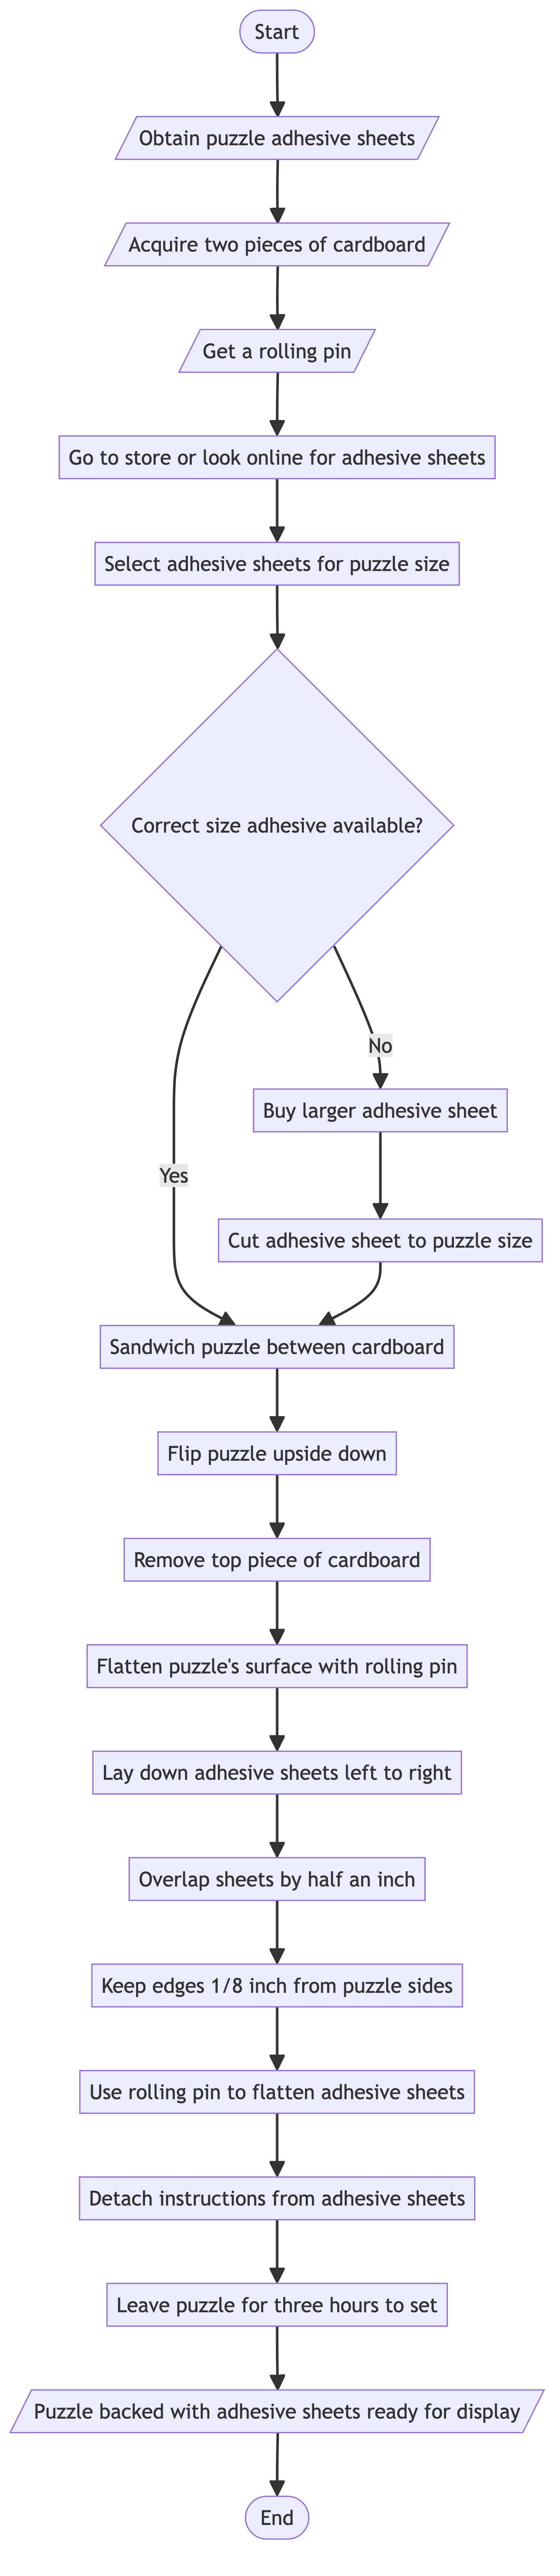 Start
Obtain puzzle adhesive sheets
Acquire two pieces of cardboard
Get a rolling pin
Go to store or look online for adhesive sheets
Select adhesive sheets for puzzle size
Correct size adhesive available?
No
Buy larger adhesive sheet
Yes
Cut adhesive sheet to puzzle size
Sandwich puzzle between cardboard
Flip puzzle upside down
Remove top piece of cardboard
Flatten puzzle's surface with rolling pin
Lay down adhesive sheets left to right
Overlap sheets by half an inch
Keep edges 1/8 inch from puzzle sides
Use rolling pin to flatten adhesive sheets
Detach instructions from adhesive sheets
Leave puzzle for three hours to set
Puzzle backed with adhesive sheets ready for display
End